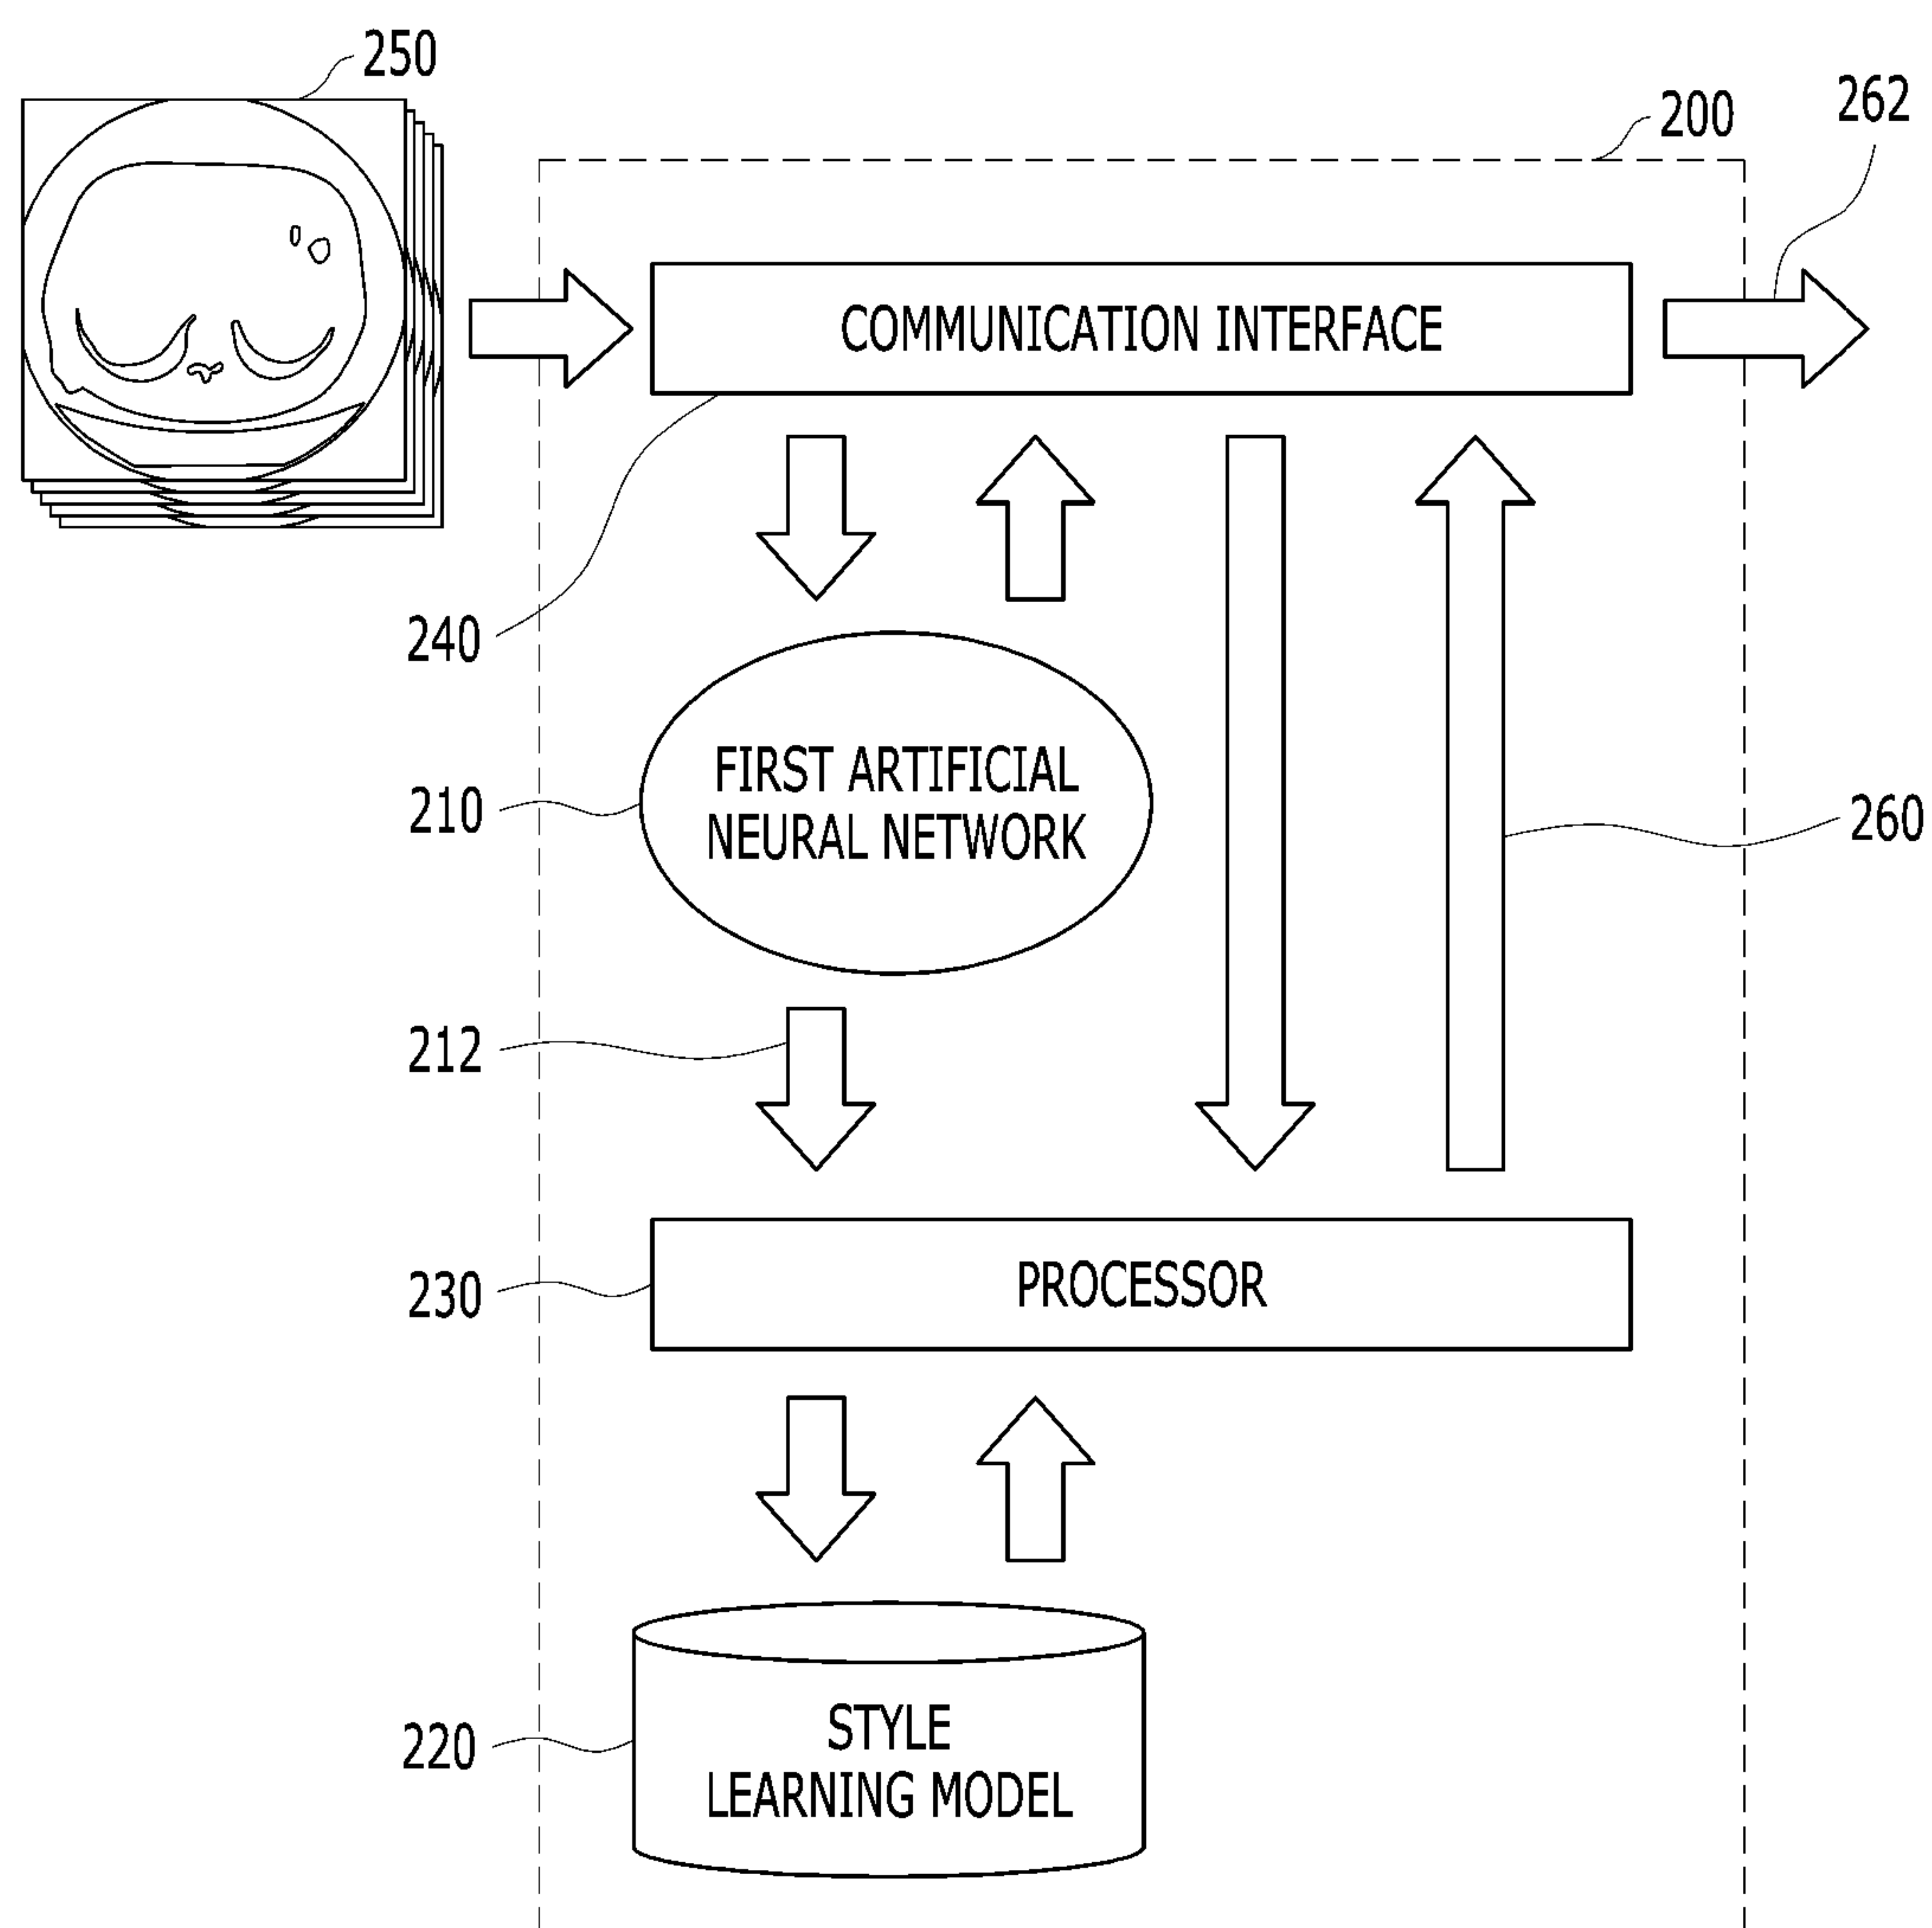 250
200
262
COMMUNICATION INTERFACE
240
FIRST ARTIFICIAL
NEURAL NETWORK
210
260
212
PROCESSOR
230
STYLE
LEARNING MODEL
220